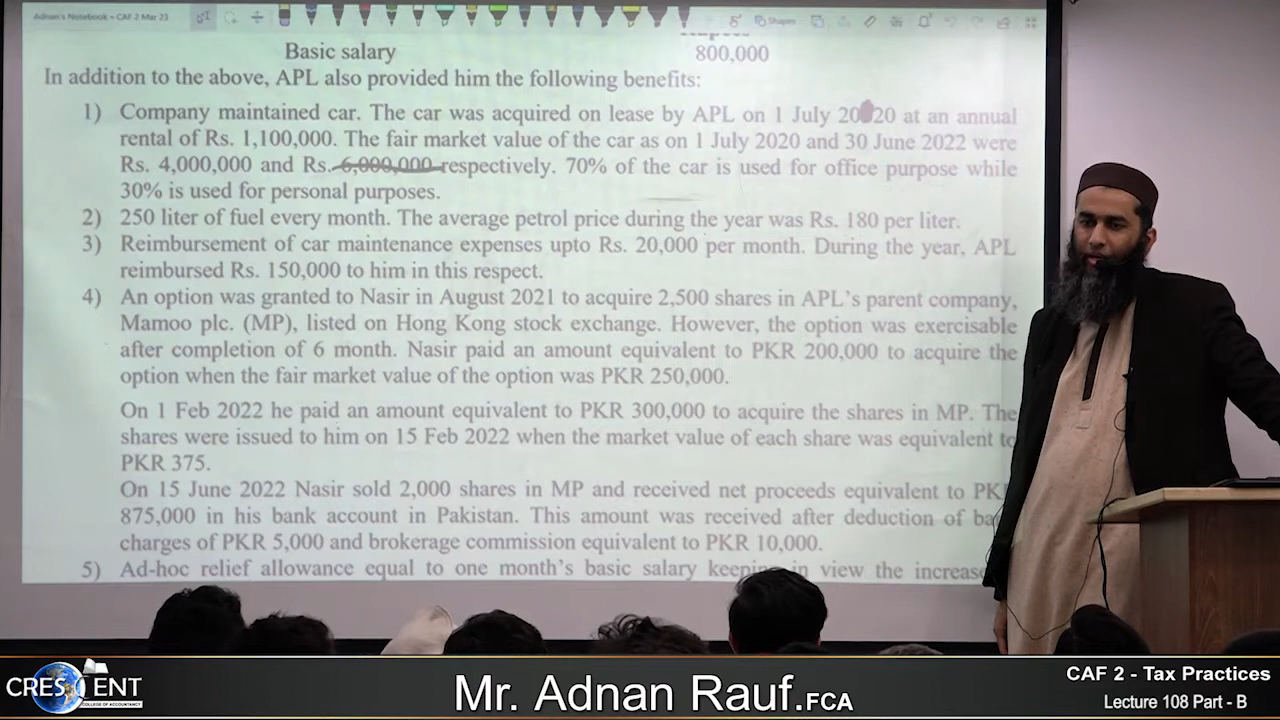 Adnan's Notebook » CAF 2 Mar 23
Shapes
Basic salary 800,000
In addition to the above, APL also provided him the following benefits:
1) Company maintained car. The car was acquired on lease by APL on 1 July 2020 at an annual
rental of Rs. 1,100,000. The fair market value of the car as on 1 July 2020 and 30 June 2022 were
Rs. 4,000,000 and Rs. 6,000,000 respectively. 70% of the car is used for office purpose while
30% is used for personal purposes.
2) 250 liter of fuel every month. The average petrol price during the year was Rs. 180 per liter.
3) Reimbursement of car maintenance expenses upto Rs. 20,000 per month. During the year, APL
reimbursed Rs. 150,000 to him in this respect.
4) An option was granted to Nasir in August 2021 to acquire 2,500 shares in APL's parent company,
Mamoo plc. (MP), listed on Hong Kong stock exchange. However, the option was exercisable
after completion of 6 month. Nasir paid an amount equivalent to PKR 200,000 to acquire the
option when the fair market value of the option was PKR 250,000.
On 1 Feb 2022 he paid an amount equivalent to PKR 300,000 to acquire the shares in MP. The
shares were issued to him on 15 Feb 2022 when the market value of each share was equivalent to
PKR 375.
On 15 June 2022 Nasir sold 2,000 shares in MP and received net proceeds equivalent to PK
875,000 in his bank account in Pakistan. This amount was received after deduction of ba
charges of PKR 5,000 and brokerage commission equivalent to PKR 10,000.
5) Ad-hoc relief allowance equal to one month's basic salary keeping in view the increase
CRESCENT
COLLEGE OF ACCOUNTANCY
Mr. Adnan Rauf.FCA
CAF 2 - Tax Practices
Lecture 108 Part - B